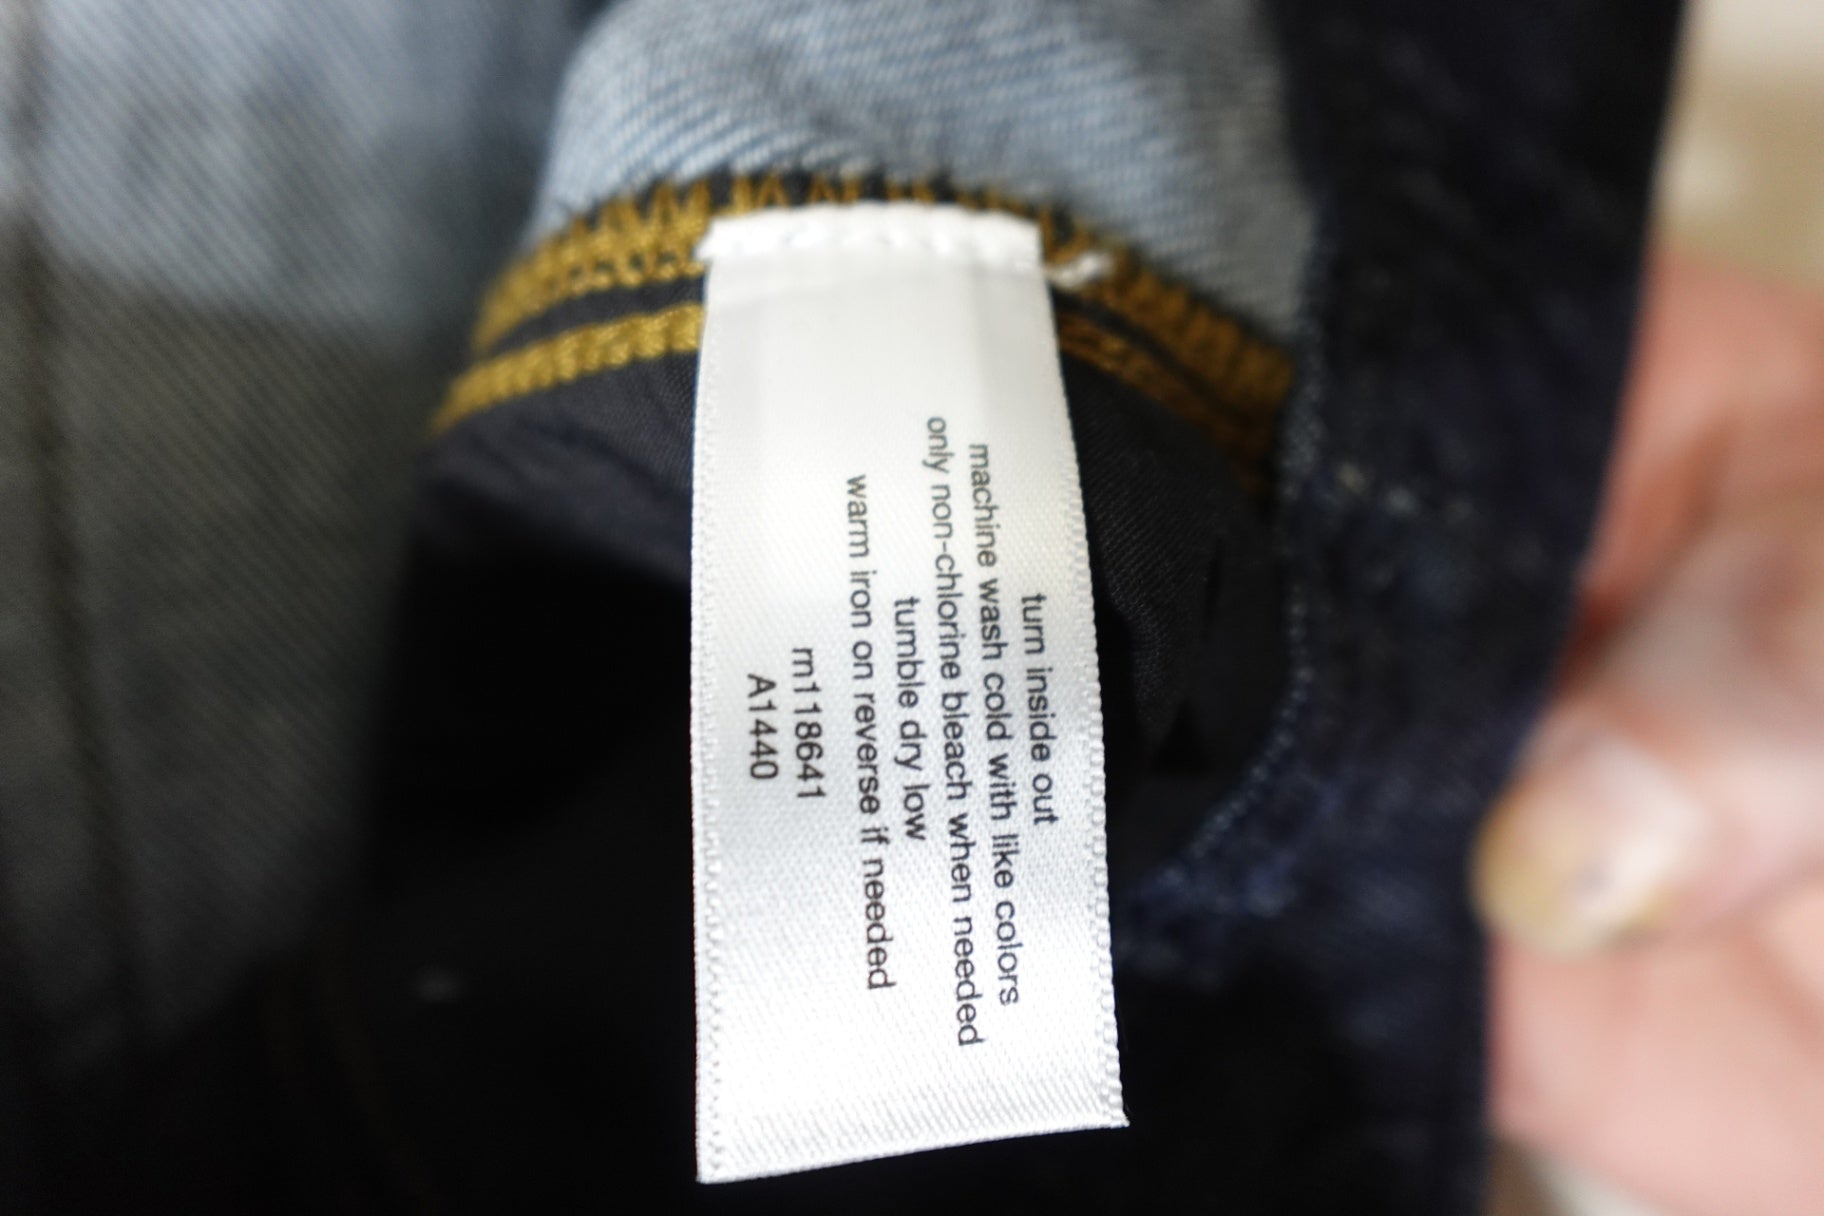 turn inside out
machine wash cold with like colors
only non-chlorine bleach when needed
tumble dry low
warm iron on reverse if needed
m118641
A1440